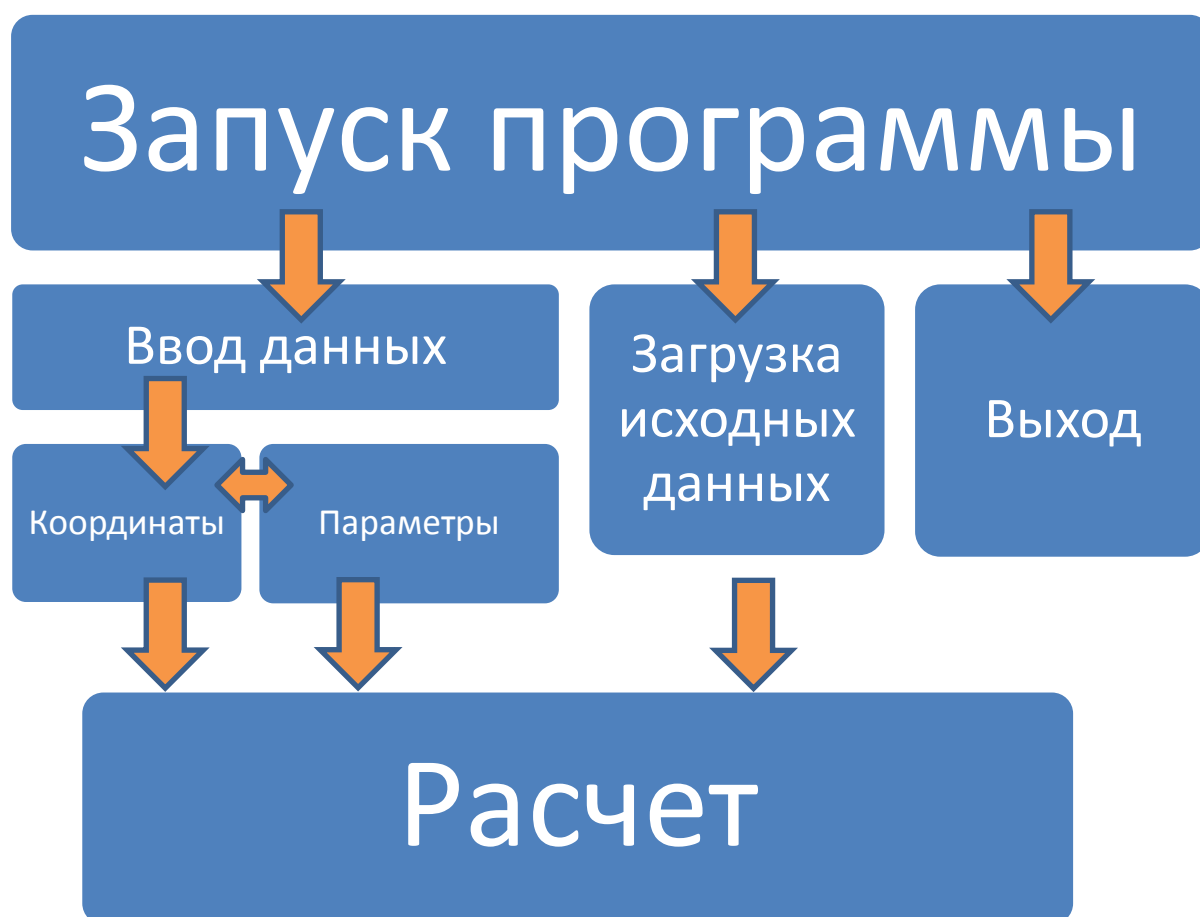 Запуск программы
Ввод данных
Загрузка
исходных
данных
Выход
Координаты
Параметры
Расчет